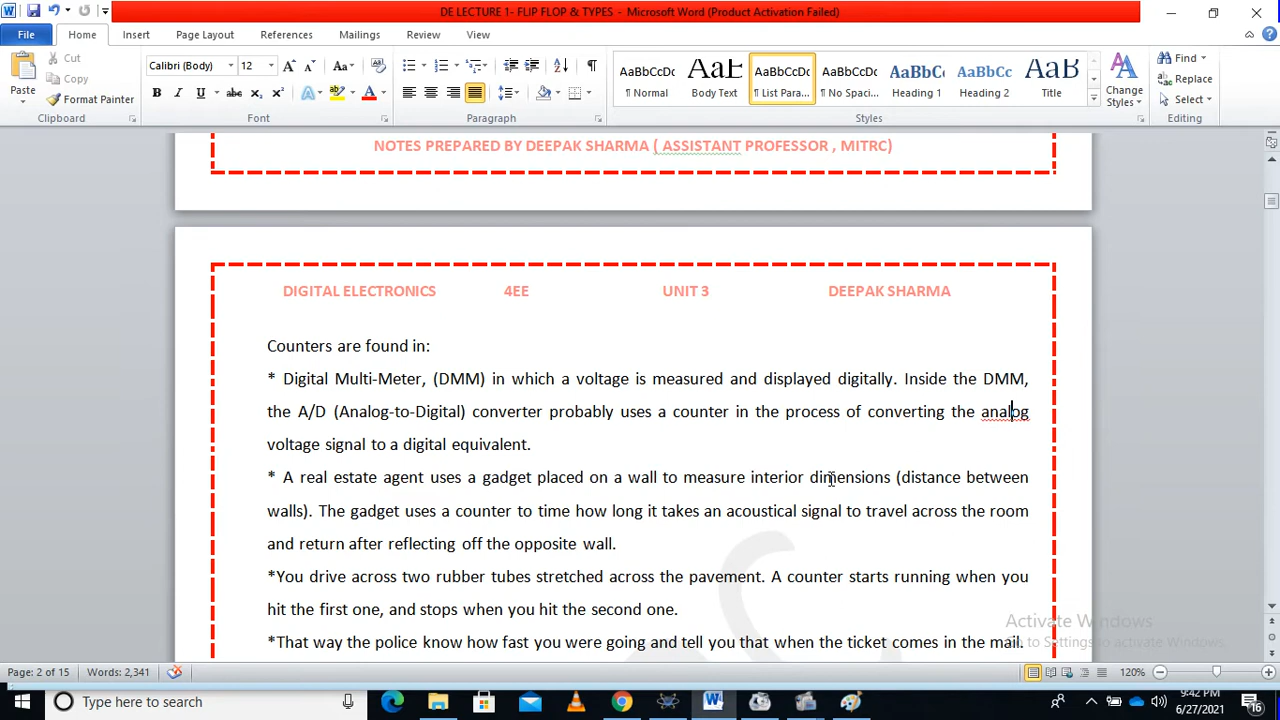 DE LECTURE 1- FLIP FLOP & TYPES - Microsoft Word (Product Activation Failed)
File Home Insert Page Layout References Mailings Review View
Cut
Copy
Format Painter
Paste
Clipboard
Calibri (Body) 12
Font
Paragraph
AaBbCcDc AaBbC AaBbCcDc AaBbCcDc AaBbC AaBbCcDc AaB
¶ Normal Body Text ¶ List Para... ¶ No Spaci... Heading 1 Heading 2 Title
Change Styles
Styles
Find
Replace
Select
Editing
NOTES PREPARED BY DEEPAK SHARMA ( ASSISTANT PROFESSOR , MITRC)
DIGITAL ELECTRONICS 4EE UNIT 3 DEEPAK SHARMA
Counters are found in:
* Digital Multi-Meter, (DMM) in which a voltage is measured and displayed digitally. Inside the DMM,
the A/D (Analog-to-Digital) converter probably uses a counter in the process of converting the analog
voltage signal to a digital equivalent.
* A real estate agent uses a gadget placed on a wall to measure interior dimensions (distance between
walls). The gadget uses a counter to time how long it takes an acoustical signal to travel across the room
and return after reflecting off the opposite wall.
*You drive across two rubber tubes stretched across the pavement. A counter starts running when you
hit the first one, and stops when you hit the second one.
*That way the police know how fast you were going and tell you that when the ticket comes in the mail.
Activate Windows
Go to Settings to activate Windows.
Page: 2 of 15 Words: 2,341 120%
Type here to search
9:42 PM
6/27/2021
16